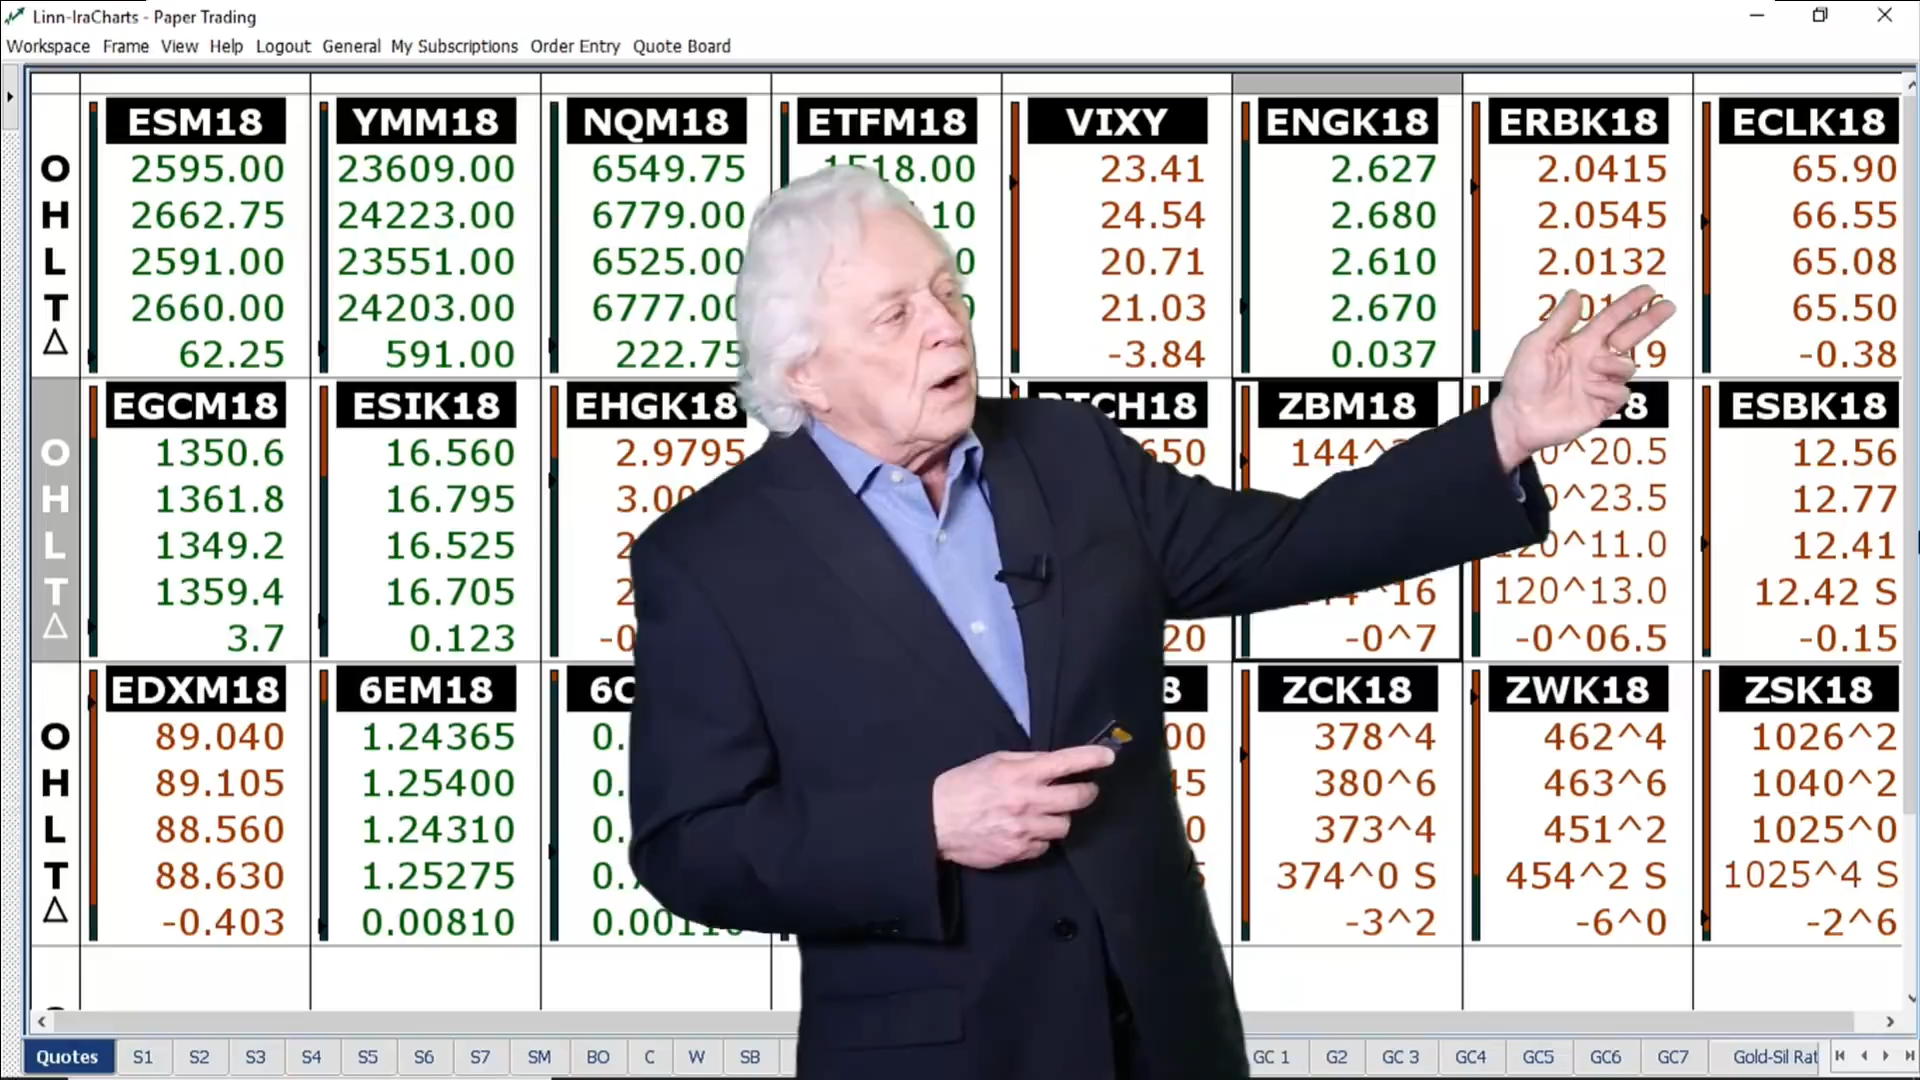 Linn-IraCharts - Paper Trading
Workspace Frame View Help Logout General My Subscriptions Order Entry Quote Board
ESM18 YMM18 NQM18 ETFM18 VIXY ENGK18 ERBK18 ECLK18
O 2595.00 23609.00 6549.75 1518.00 23.41 2.627 2.0415 65.90
H 2662.75 24223.00 6779.00 24.54 2.680 2.0545 66.55
L 2591.00 23551.00 6525.00 20.71 2.610 2.0132 65.08
T 2660.00 24203.00 6777.00 21.03 2.670 65.50
Δ 62.25 591.00 222.75 -3.84 0.037 -0.38
EGCM18 ESIK18 EHGK18 ZBM18 ESBK18
O 1350.6 16.560 2.9795 12.56
H 1361.8 16.795 12.77
L 1349.2 16.525 120^11.0 12.41
T 1359.4 16.705 120^13.0 12.42 S
Δ 3.7 0.123 -0^7 -0^06.5 -0.15
EDXM18 6EM18 ZCK18 ZWK18 ZSK18
O 89.040 1.24365 378^4 462^4 1026^2
H 89.105 1.25400 380^6 463^6 1040^2
L 88.560 1.24310 373^4 451^2 1025^0
T 88.630 1.25275 374^0 S 454^2 S 1025^4 S
Δ -0.403 0.00810 -3^2 -6^0 -2^6
Quotes S1 S2 S3 S4 S5 S6 S7 SM BO C W SB GC 1 G2 GC 3 GC4 GC5 GC6 GC7 Gold-Sil Rat